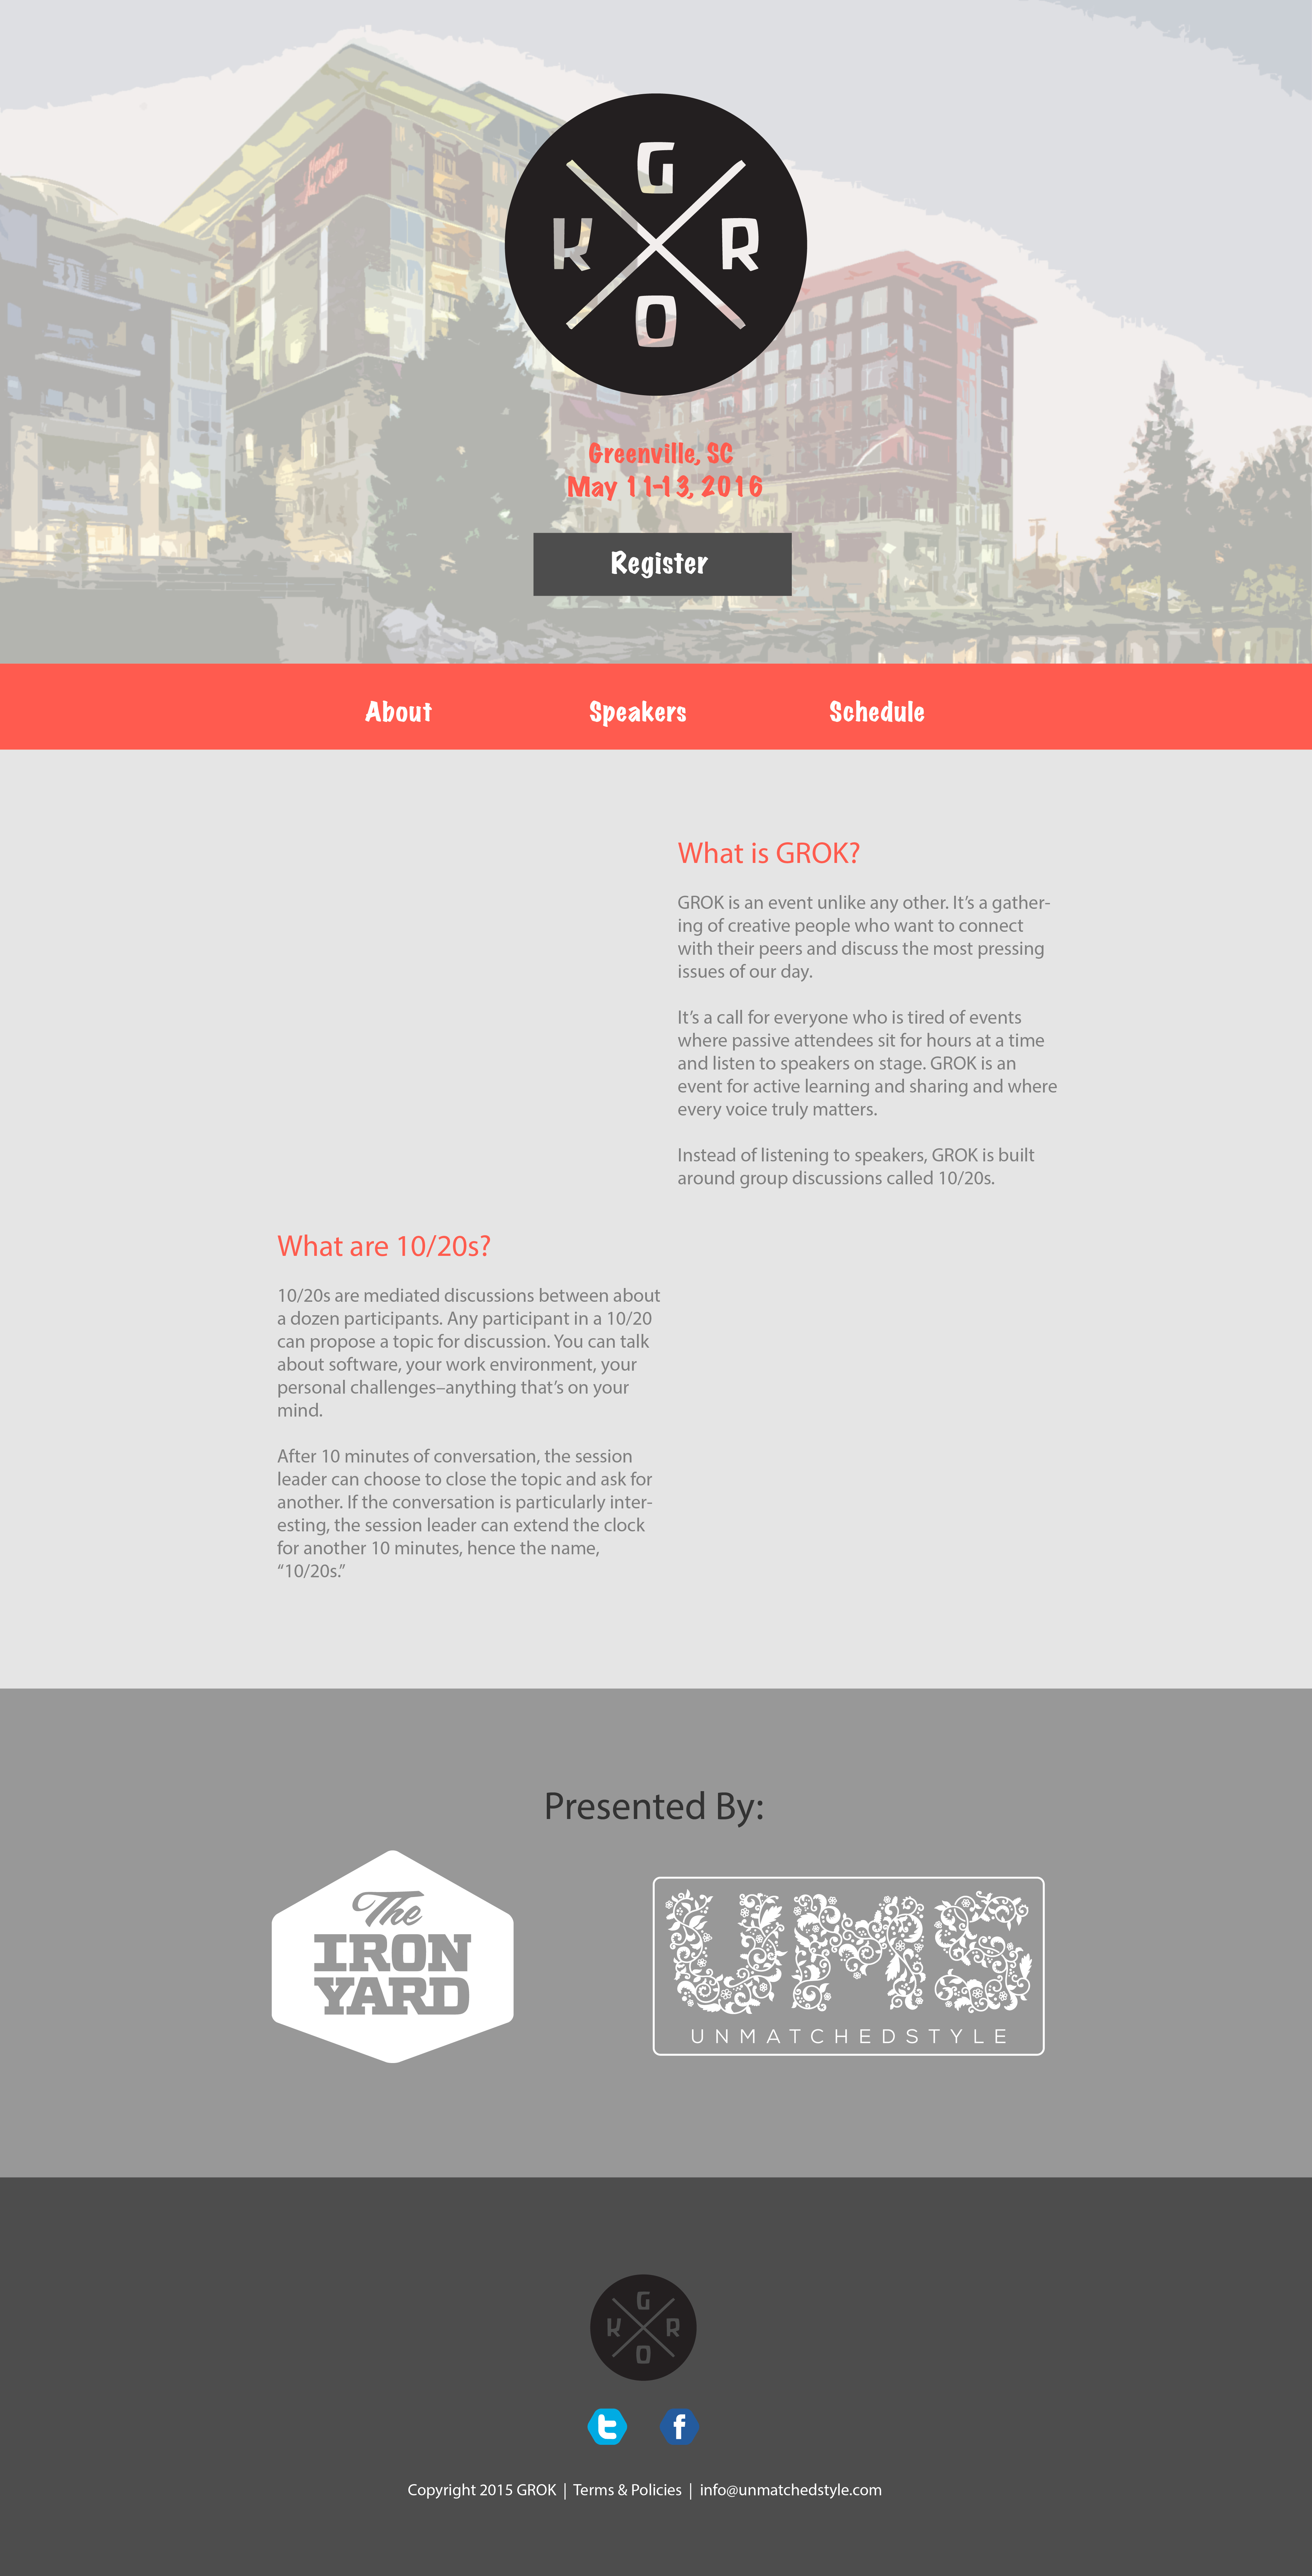 G
K R
O
Greenville, SC
May 11-13, 2016
Register
About Speakers Schedule
What is GROK?
GROK is an event unlike any other. It’s a gather-
ing of creative people who want to connect
with their peers and discuss the most pressing
issues of our day.
It’s a call for everyone who is tired of events
where passive attendees sit for hours at a time
and listen to speakers on stage. GROK is an
event for active learning and sharing and where
every voice truly matters.
Instead of listening to speakers, GROK is built
around group discussions called 10/20s.
What are 10/20s?
10/20s are mediated discussions between about
a dozen participants. Any participant in a 10/20
can propose a topic for discussion. You can talk
about software, your work environment, your
personal challenges–anything that’s on your
mind.
After 10 minutes of conversation, the session
leader can choose to close the topic and ask for
another. If the conversation is particularly inter-
esting, the session leader can extend the clock
for another 10 minutes, hence the name,
“10/20s.”
Presented By:
The
IRON
YARD
UMS
UNMATCHEDSTYLE
G
K R
O
Copyright 2015 GROK | Terms & Policies | info@unmatchedstyle.com